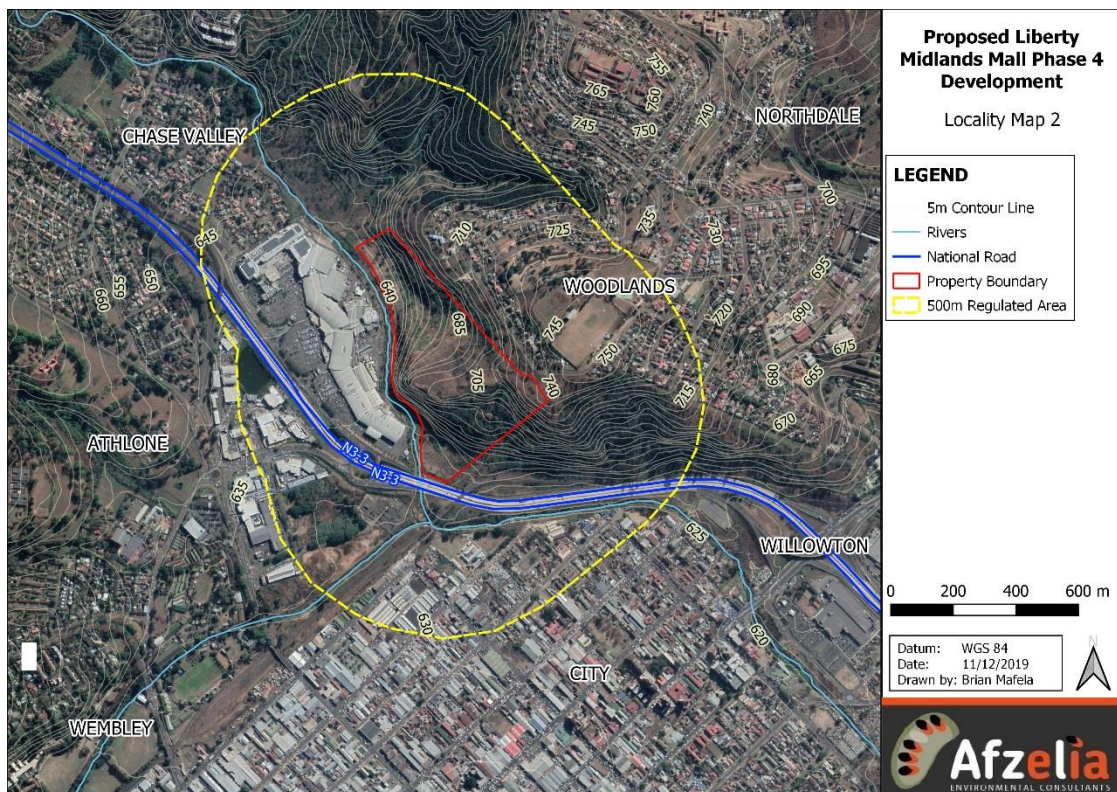 Proposed Liberty
Midlands Mall Phase 4
Development
Locality Map 2
LEGEND
5m Contour Line
Rivers
National Road
Property Boundary
500m Regulated Area
0 200 400 600 m
Datum: WGS 84
Date: 11/12/2019
Drawn by: Brian Mafela
N
Afzelia
ENVIRONMENTAL CONSULTANTS
CHASE VALLEY
NORTHDALE
WOODLANDS
ATHLONE
WILLOWTON
CITY
WEMBLEY
N3-3
N3-3
755
765
760
740
745
750
700
735
730
725
710
695
645
655
650
660
640
685
745
750
720
690
675
665
680
705
740
715
670
635
625
630
620